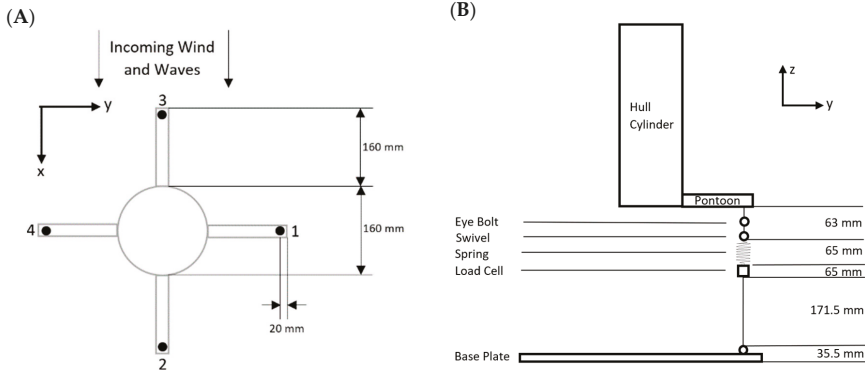 (A)
Incoming Wind
and Waves
y
x
3
160 mm
4
1
160 mm
20 mm
2
(B)
Hull
Cylinder
z
y
Pontoon
Eye Bolt
63 mm
Swivel
Spring
65 mm
Load Cell
65 mm
171.5 mm
35.5 mm
Base Plate